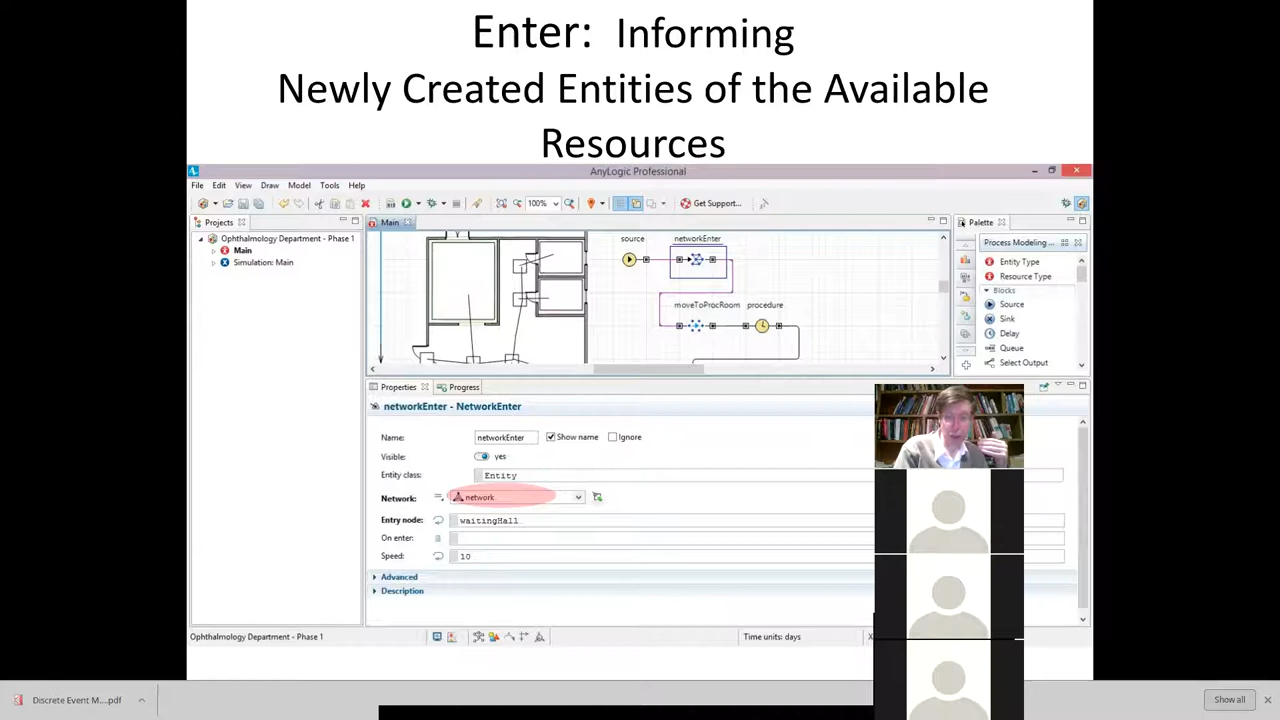 Enter: Informing
Newly Created Entities of the Available
Resources
AnyLogic Professional
File Edit View Draw Model Tools Help
100% Get Support...
Projects
Main
Palette
Ophthalmology Department - Phase 1
Main
Simulation: Main
source
networkEnter
moveToProcRoom
procedure
Process Modeling ...
Entity Type
Resource Type
Blocks
Source
Sink
Delay
Queue
Select Output
Properties
Progress
networkEnter - NetworkEnter
Name: networkEnter Show name Ignore
Visible: yes
Entity class: Entity
Network: network
Entry node: waitingHall
On enter:
Speed: 10
Advanced
Description
Ophthalmology Department - Phase 1
Time units: days
Discrete Event M....pdf
Show all